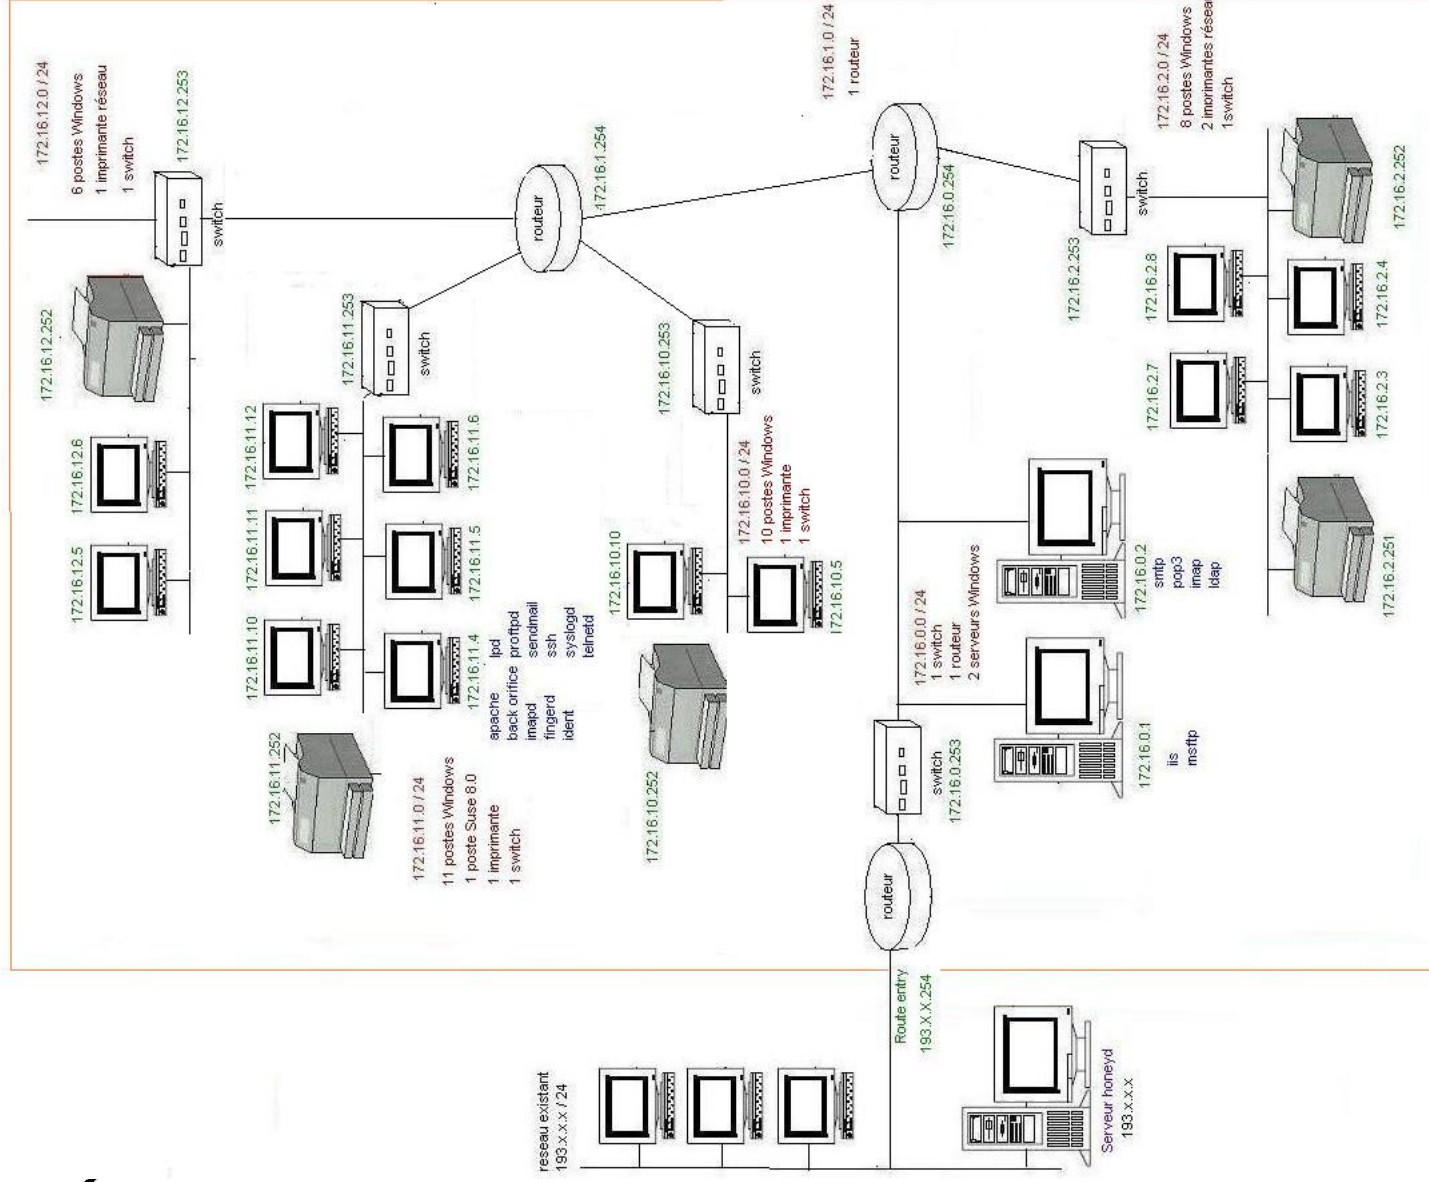 172.16.12.0 / 24
6 postes Windows
1 imprimante réseau
1 switch
172.16.12.253
switch
172.16.12.252
172.16.12.6
172.16.12.5
172.16.11.253
switch
172.16.11.12
172.16.11.11
172.16.11.10
172.16.11.6
172.16.11.5
172.16.11.4
apache
back orifice
imapd
fingerd
ident
lpd
proftpd
sendmail
ssh
syslogd
telnetd
172.16.11.252
172.16.11.0 / 24
11 postes Windows
1 poste Suse 8.0
1 imprimante
1 switch
routeur
172.16.1.254
172.16.10.253
switch
172.16.10.0 / 24
10 postes Windows
1 imprimante
1 switch
172.16.10.10
172.16.10.5
172.16.10.252
172.16.1.0 / 24
1 routeur
routeur
172.16.0.254
172.16.2.0 / 24
8 postes Windows
2 imprimantes résea
1switch
172.16.2.253
switch
172.16.2.252
172.16.2.8
172.16.2.4
172.16.2.7
172.16.2.3
172.16.2.251
172.16.0.0 / 24
1 switch
1 routeur
2 serveurs Windows
172.16.0.2
smtp
pop3
imap
ldap
172.16.0.1
iis
msftp
switch
172.16.0.253
routeur
Route entry
193.X.X.254
reseau existant
193.x.x.x / 24
Serveur honeyd
193.x.x.x